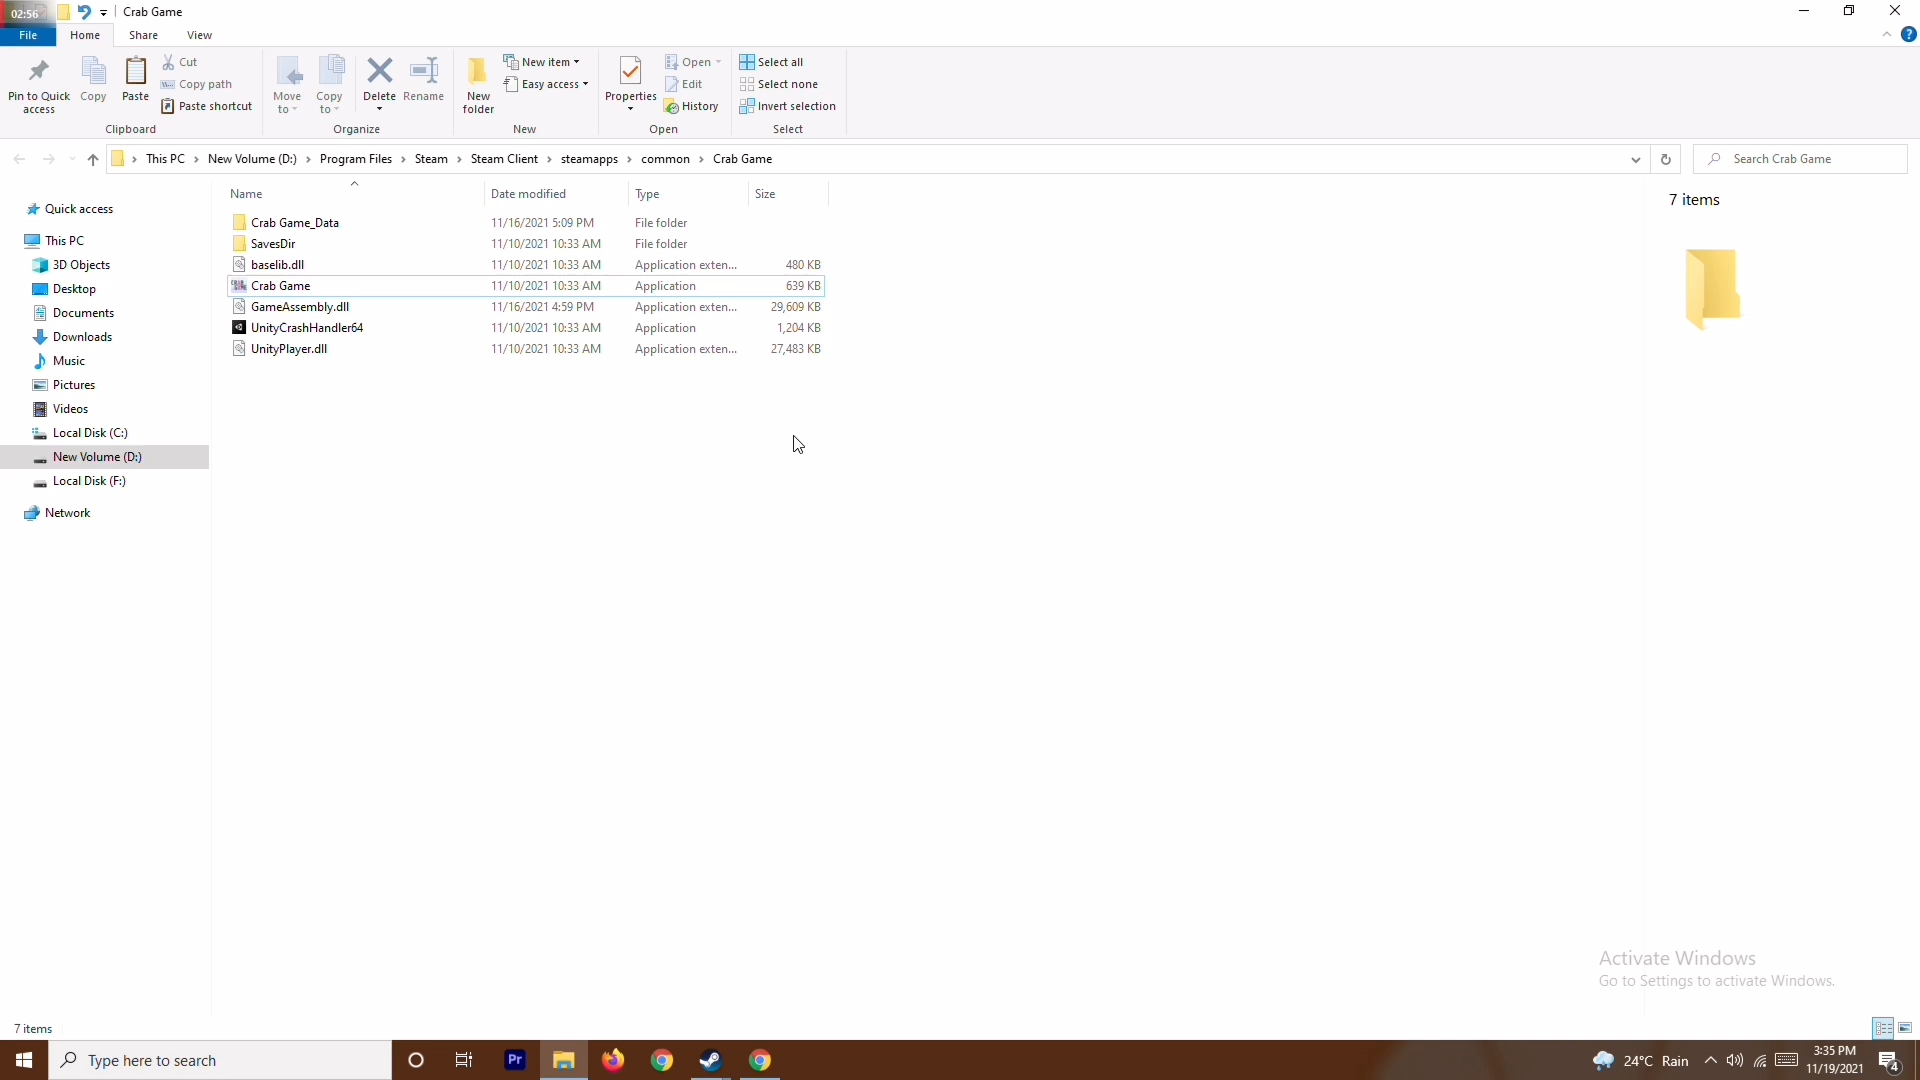 02:56 Crab Game
File Home Share View
Pin to Quick access
Copy
Paste
Cut
Copy path
Paste shortcut
Clipboard
Move to
Copy to
Delete
Rename
Organize
New folder
New item
Easy access
New
Properties
Open
Edit
History
Open
Select all
Select none
Invert selection
Select
This PC > New Volume (D:) > Program Files > Steam > Steam Client > steamapps > common > Crab Game
Search Crab Game
Quick access
This PC
3D Objects
Desktop
Documents
Downloads
Music
Pictures
Videos
Local Disk (C:)
New Volume (D:)
Local Disk (F:)
Network
Name Date modified Type Size
Crab Game_Data 11/16/2021 5:09 PM File folder
SavesDir 11/10/2021 10:33 AM File folder
baselib.dll 11/10/2021 10:33 AM Application exten... 480 KB
Crab Game 11/10/2021 10:33 AM Application 639 KB
GameAssembly.dll 11/16/2021 4:59 PM Application exten... 29,609 KB
UnityCrashHandler64 11/10/2021 10:33 AM Application 1,204 KB
UnityPlayer.dll 11/10/2021 10:33 AM Application exten... 27,483 KB
7 items
Activate Windows
Go to Settings to activate Windows.
7 items
Type here to search
Pr
24°C Rain
3:35 PM
11/19/2021
4